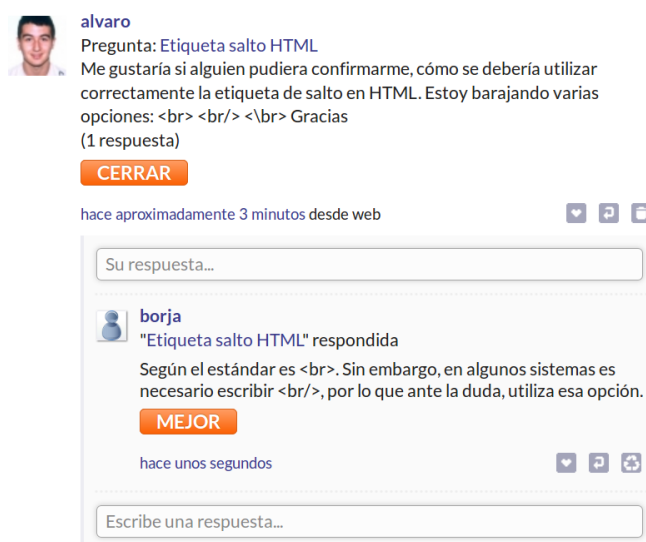 alvaro
Pregunta: Etiqueta salto HTML
Me gustaría si alguien pudiera confirmarme, cómo se debería utilizar
correctamente la etiqueta de salto en HTML. Estoy barajando varias
opciones: <br> <br/> <\br> Gracias
(1 respuesta)
CERRAR
hace aproximadamente 3 minutos desde web
Su respuesta...
borja
"Etiqueta salto HTML" respondida
Según el estándar es <br>. Sin embargo, en algunos sistemas es
necesario escribir <br/>, por lo que ante la duda, utiliza esa opción.
MEJOR
hace unos segundos
Escribe una respuesta...